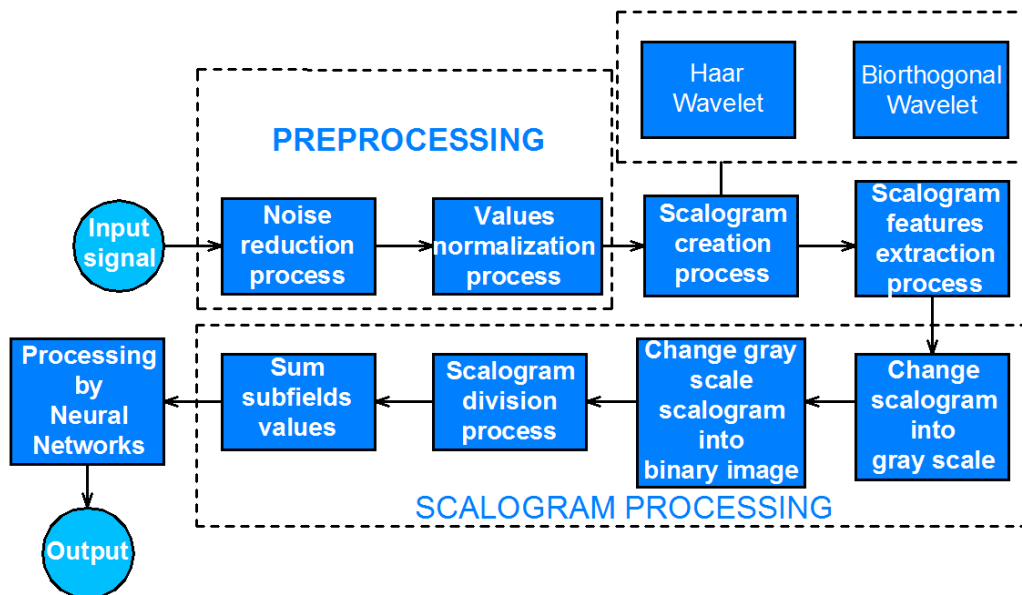 Haar
Wavelet
Biorthogonal
Wavelet
PREPROCESSING
Input
signal
Noise
reduction
process
Values
normalization
process
Scalogram
creation
process
Scalogram
features
extraction
process
Processing
by
Neural
Networks
Sum
subfields
values
Scalogram
division
process
Change gray
scale
scalogram
into
binary image
Change
scalogram
into
gray scale
SCALOGRAM PROCESSING
Output